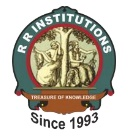 R R INSTITUTIONS
TREASURE OF KNOWLEDGE
Since 1993